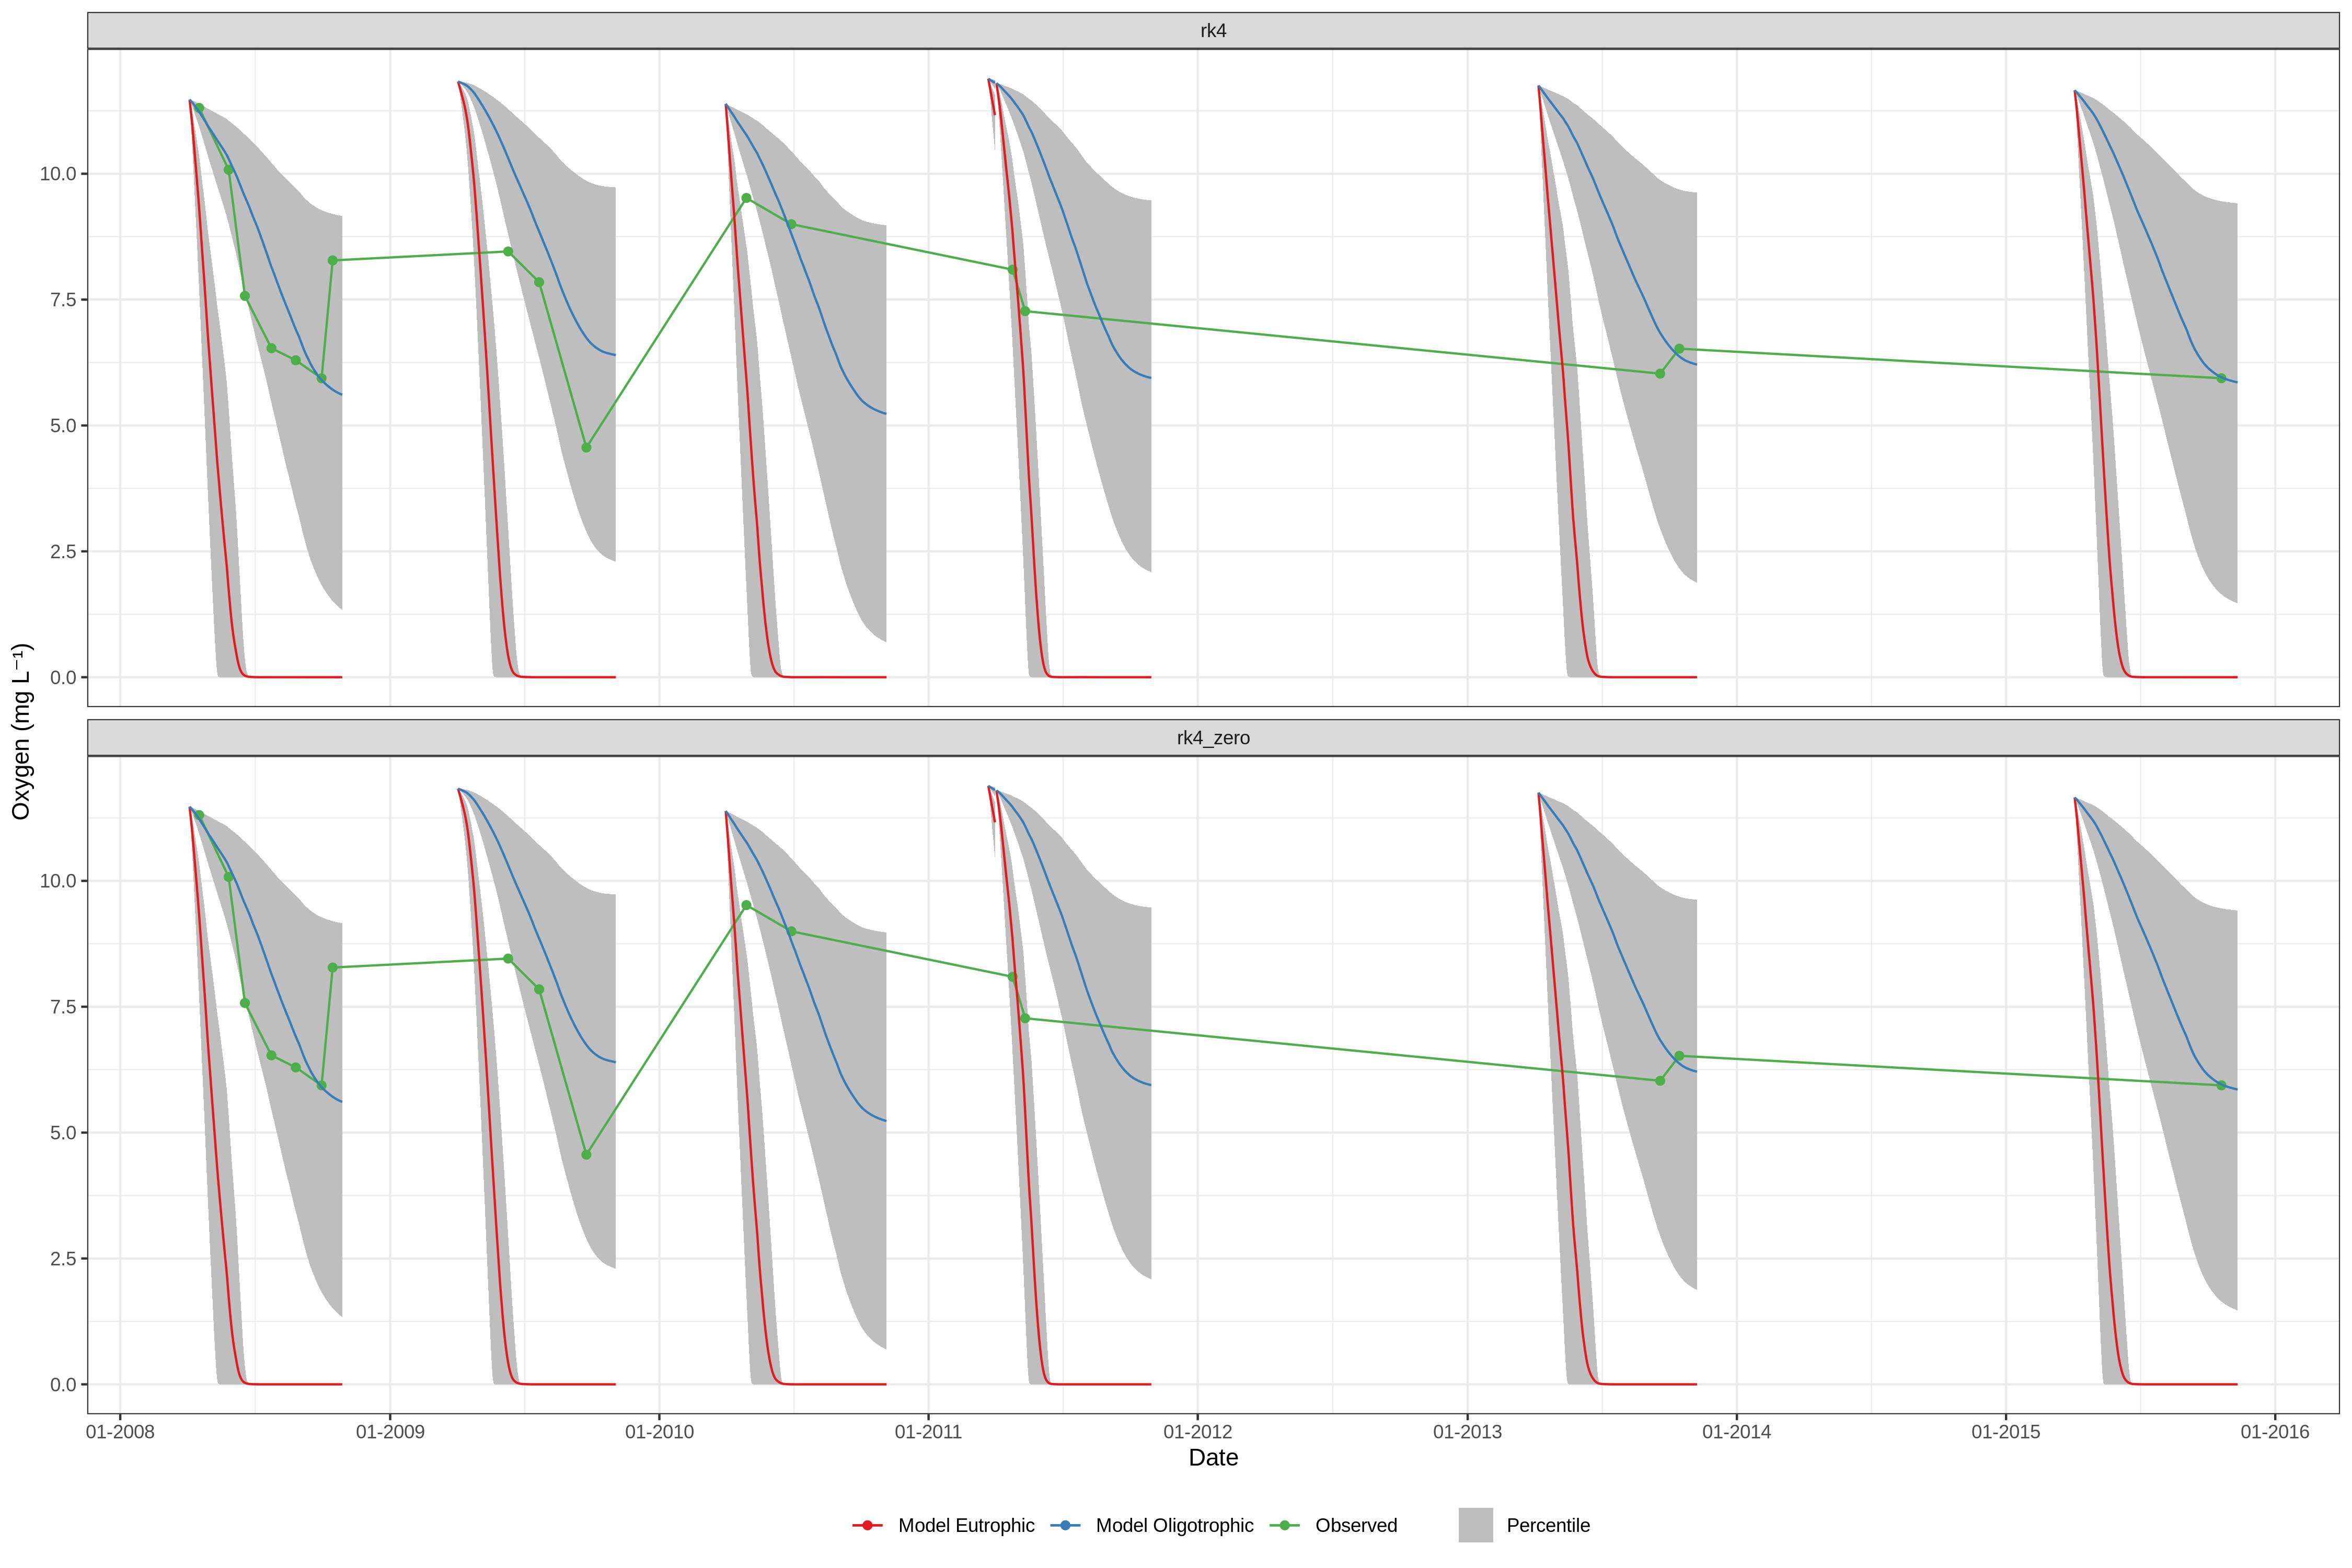 rk4
10.0
7.5
5.0
2.5
0.0
Oxygen (mg L⁻¹)
rk4_zero
10.0
7.5
5.0
2.5
0.0
01-2008 01-2009 01-2010 01-2011 01-2012 01-2013 01-2014 01-2015 01-2016
Date
Model Eutrophic Model Oligotrophic Observed Percentile